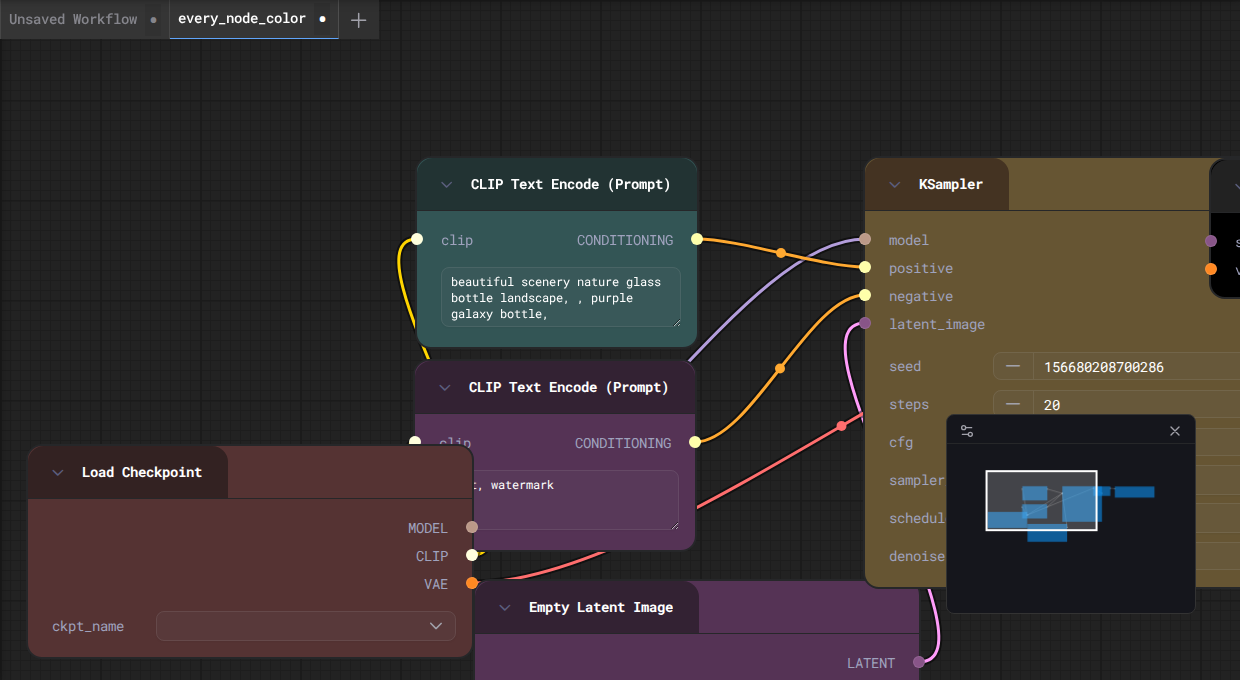 Unsaved Workflow
every_node_color
CLIP Text Encode (Prompt)
clip
CONDITIONING
beautiful scenery nature glass
bottle landscape, , purple
galaxy bottle,
CLIP Text Encode (Prompt)
clip
CONDITIONING
, watermark
Load Checkpoint
MODEL
CLIP
VAE
ckpt_name
Empty Latent Image
LATENT
KSampler
model
positive
negative
latent_image
seed
156680208700286
steps
20
cfg
sampler
schedul
denoise